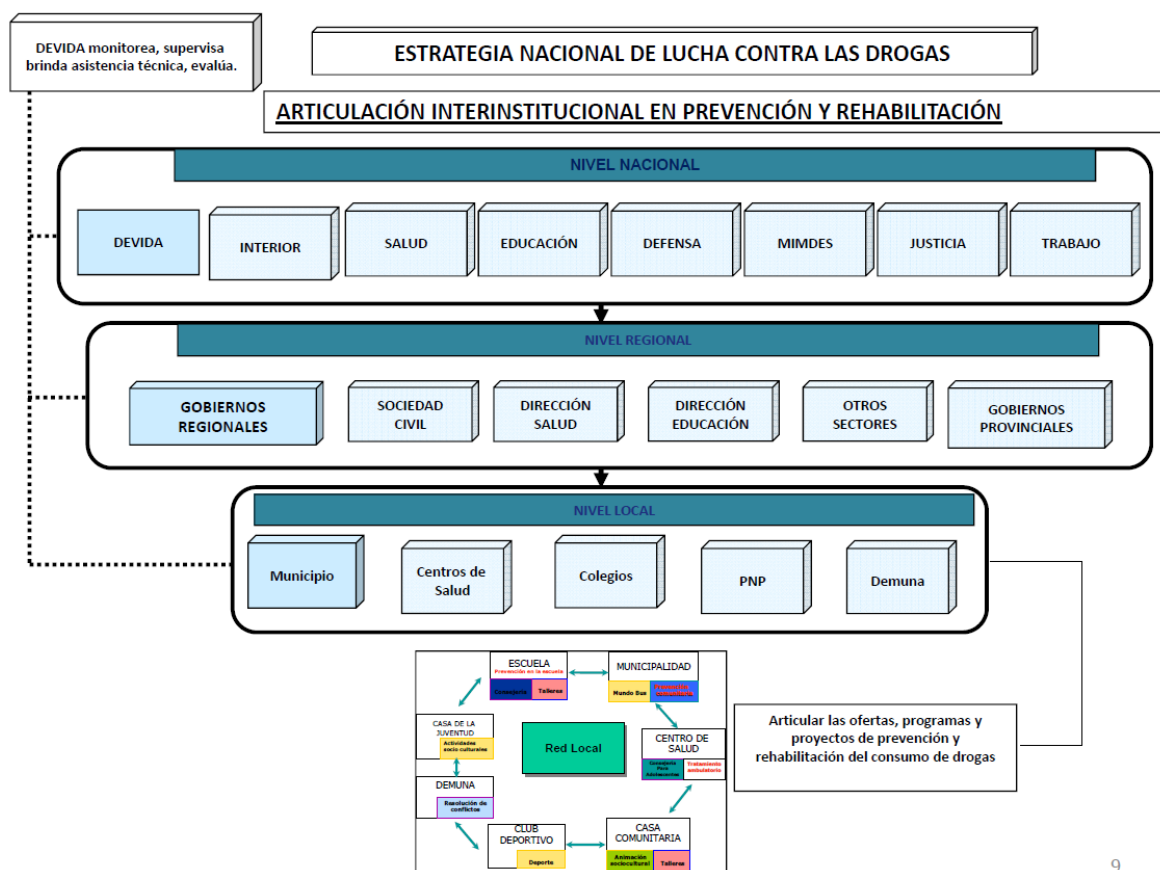 DEVIDA monitorea, supervisa
brinda asistencia técnica, evalúa.
ESTRATEGIA NACIONAL DE LUCHA CONTRA LAS DROGAS
ARTICULACIÓN INTERINSTITUCIONAL EN PREVENCIÓN Y REHABILITACIÓN
NIVEL NACIONAL
DEVIDA
INTERIOR
SALUD
EDUCACIÓN
DEFENSA
MIMDES
JUSTICIA
TRABAJO
NIVEL REGIONAL
GOBIERNOS
REGIONALES
SOCIEDAD
CIVIL
DIRECCIÓN
SALUD
DIRECCIÓN
EDUCACIÓN
OTROS
SECTORES
GOBIERNOS
PROVINCIALES
NIVEL LOCAL
Municipio
Centros de
Salud
Colegios
PNP
Demuna
ESCUELA
Prevención en la escuela
Consejería
Talleres
MUNICIPALIDAD
Mundo Bus
Prevención
comunitaria
CASA DE LA
JUVENTUD
Actividades
socio culturales
Red Local
CENTRO DE
SALUD
Consejería
Para
Adolescentes
Tratamiento
ambulatorio
DEMUNA
Resolución de
conflictos
CLUB
DEPORTIVO
Deporte
CASA
COMUNITARIA
Animación
sociocultural
Talleres
Articular las ofertas, programas y
proyectos de prevención y
rehabilitación del consumo de drogas
9